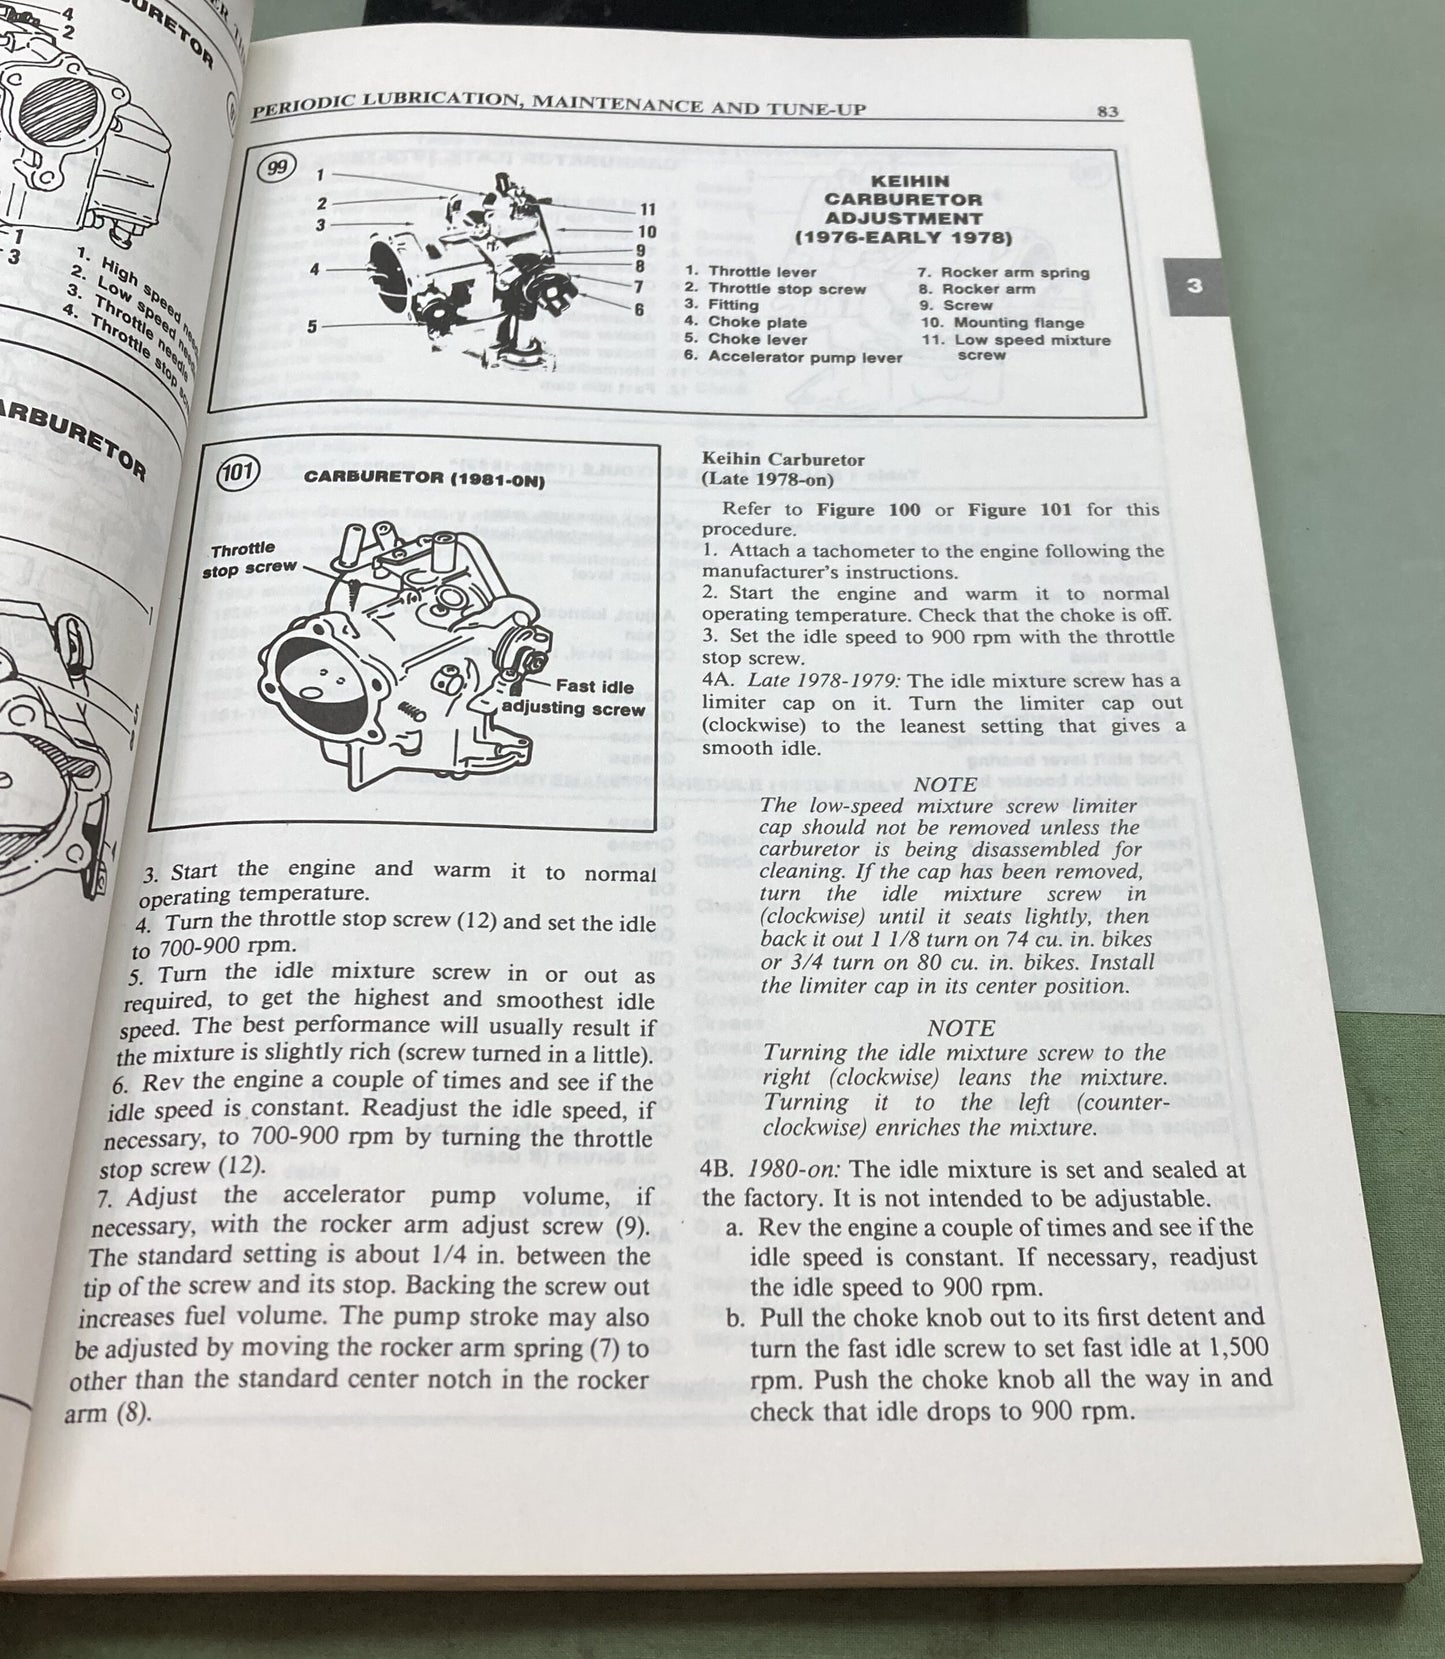 4
2
URETOR
1
3
1. High speed
2. Low speed
3. Throttle needle
4. Throttle stop
ARBURETOR
5
PERIODIC LUBRICATION, MAINTENANCE AND TUNE-UP
83
99
1
2
3
4
5
11
10
9
8
7
6
KEIHIN
CARBURETOR
ADJUSTMENT
(1976-EARLY 1978)
1. Throttle lever
2. Throttle stop screw
3. Fitting
4. Choke plate
5. Choke lever
6. Accelerator pump lever
7. Rocker arm spring
8. Rocker arm
9. Screw
10. Mounting flange
11. Low speed mixture
screw
3
101
CARBURETOR (1981-ON)
Throttle
stop screw
Fast idle
adjusting screw
3. Start the engine and warm it to normal
operating temperature.
4. Turn the throttle stop screw (12) and set the idle
to 700-900 rpm.
5. Turn the idle mixture screw in or out as
required, to get the highest and smoothest idle
speed. The best performance will usually result if
the mixture is slightly rich (screw turned in a little).
6. Rev the engine a couple of times and see if the
idle speed is constant. Readjust the idle speed, if
necessary, to 700-900 rpm by turning the throttle
stop screw (12).
7. Adjust the accelerator pump volume, if
necessary, with the rocker arm adjust screw (9).
The standard setting is about 1/4 in. between the
tip of the screw and its stop. Backing the screw out
increases fuel volume. The pump stroke may also
be adjusted by moving the rocker arm spring (7) to
other than the standard center notch in the rocker
arm (8).
Keihin Carburetor
(Late 1978-on)
Refer to Figure 100 or Figure 101 for this
procedure.
1. Attach a tachometer to the engine following the
manufacturer's instructions.
2. Start the engine and warm it to normal
operating temperature. Check that the choke is off.
3. Set the idle speed to 900 rpm with the throttle
stop screw.
4A. Late 1978-1979: The idle mixture screw has a
limiter cap on it. Turn the limiter cap out
(clockwise) to the leanest setting that gives a
smooth idle.
NOTE
The low-speed mixture screw limiter
cap should not be removed unless the
carburetor is being disassembled for
cleaning. If the cap has been removed,
turn the idle mixture screw in
(clockwise) until it seats lightly, then
back it out 1 1/8 turn on 74 cu. in. bikes
or 3/4 turn on 80 cu. in. bikes. Install
the limiter cap in its center position.
NOTE
Turning the idle mixture screw to the
right (clockwise) leans the mixture.
Turning it to the left (counter-
clockwise) enriches the mixture.
4B. 1980-on: The idle mixture is set and sealed at
the factory. It is not intended to be adjustable.
a. Rev the engine a couple of times and see if the
idle speed is constant. If necessary, readjust
the idle speed to 900 rpm.
b. Pull the choke knob out to its first detent and
turn the fast idle screw to set fast idle at 1,500
rpm. Push the choke knob all the way in and
check that idle drops to 900 rpm.